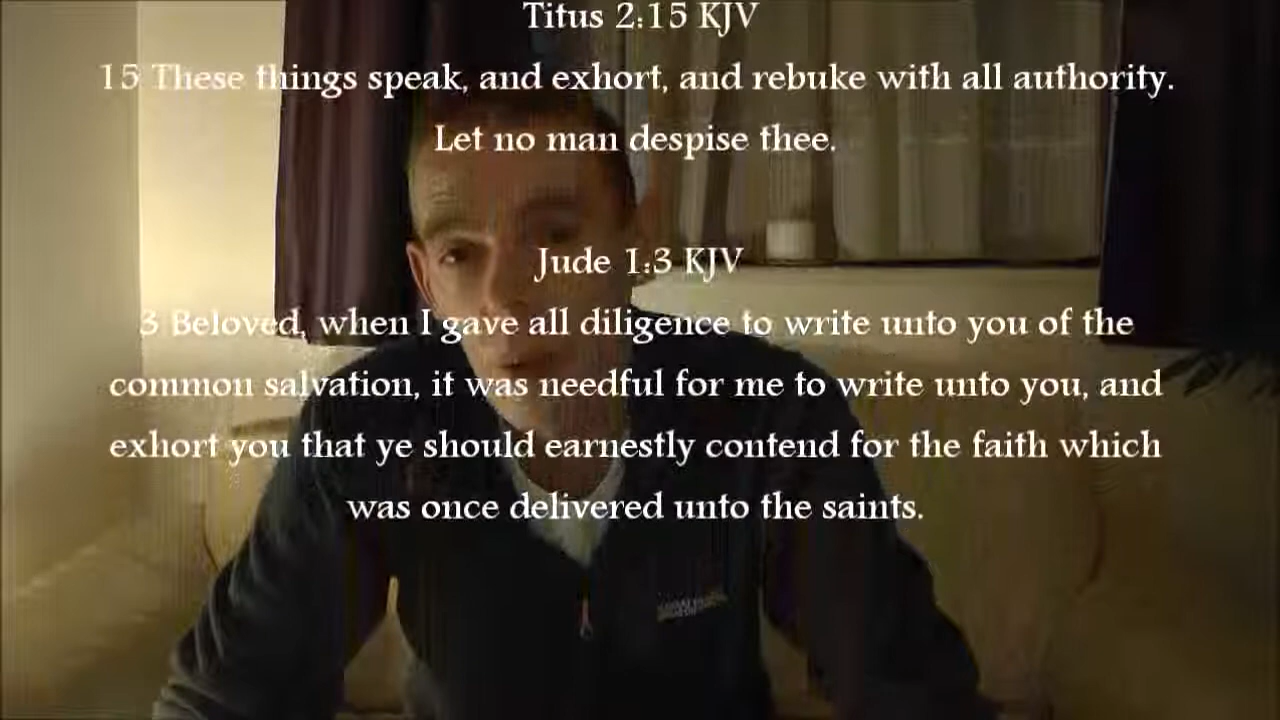 Titus 2:15 KJV
15 These things speak, and exhort, and rebuke with all authority.
Let no man despise thee.
Jude 1:3 KJV
3 Beloved, when I gave all diligence to write unto you of the
common salvation, it was needful for me to write unto you, and
exhort you that ye should earnestly contend for the faith which
was once delivered unto the saints.